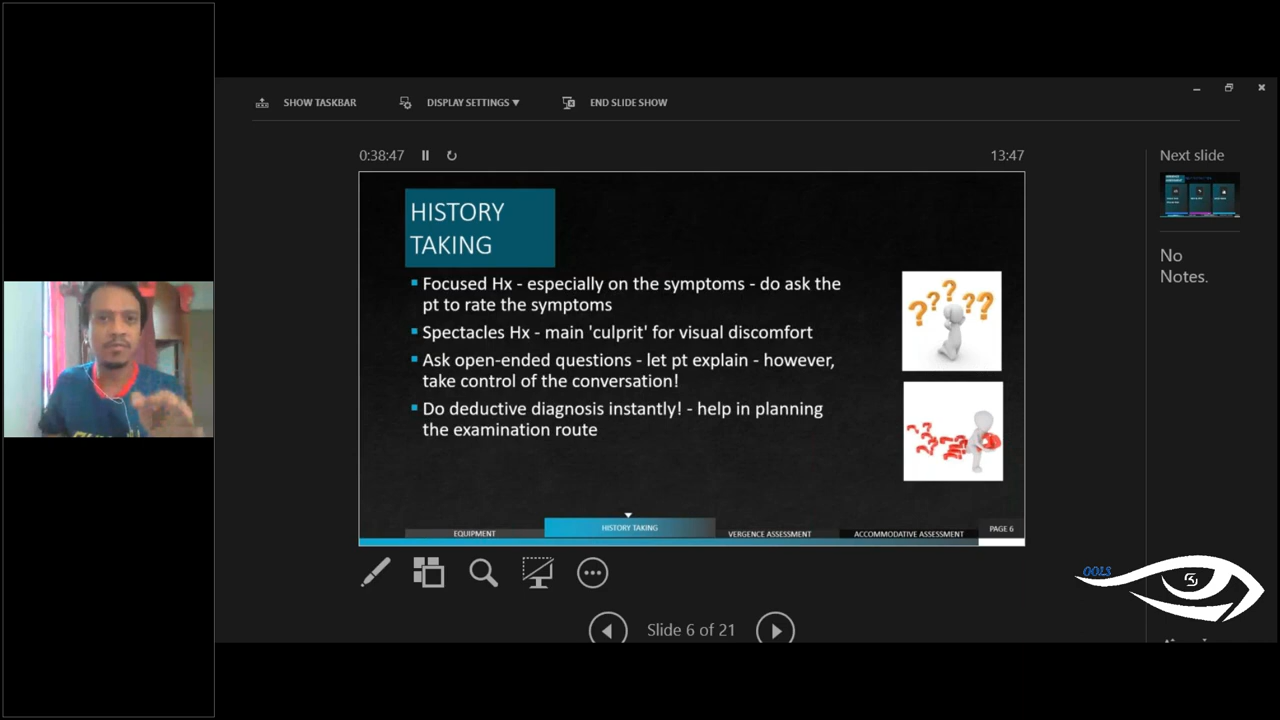 SHOW TASKBAR
DISPLAY SETTINGS ▼
END SLIDE SHOW
0:38:47
13:47
Next slide
HISTORY
TAKING
▪ Focused Hx - especially on the symptoms - do ask the
pt to rate the symptoms
▪ Spectacles Hx - main 'culprit' for visual discomfort
▪ Ask open-ended questions - let pt explain - however,
take control of the conversation!
▪ Do deductive diagnosis instantly! - help in planning
the examination route
No
Notes.
EQUIPMENT
HISTORY TAKING
VERGENCE ASSESSMENT
ACCOMMODATIVE ASSESSMENT
PAGE 6
OOLS
Slide 6 of 21